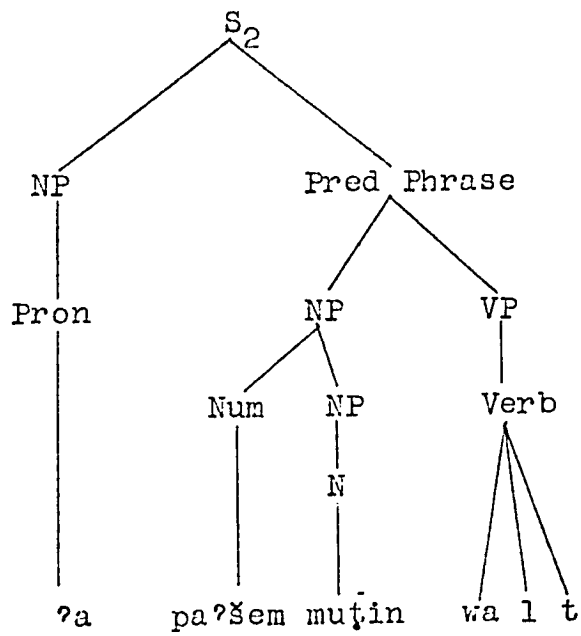 S₂
NP Pred Phrase
Pron NP VP
Num NP Verb
N
ʔa paʔšem muṭin wa l t